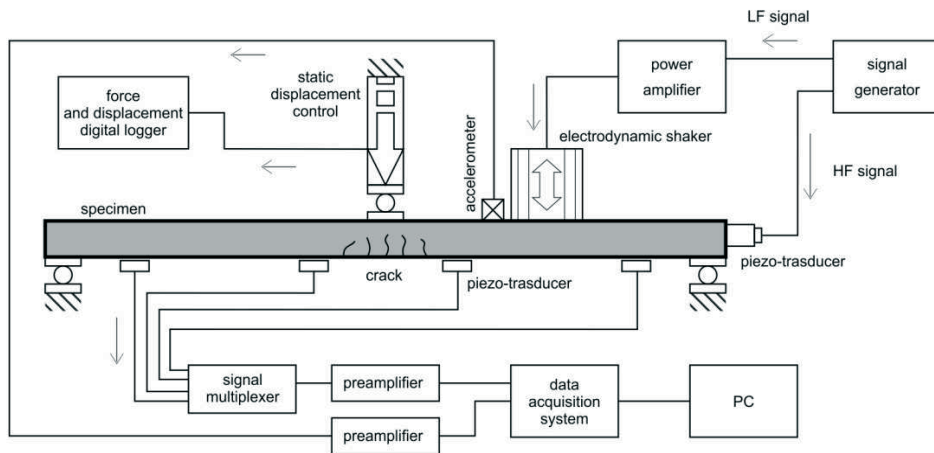 LF signal
force
and displacement
digital logger
static
displacement
control
power
amplifier
signal
generator
accelerometer
electrodynamic shaker
HF signal
specimen
crack
piezo-trasducer
piezo-trasducer
signal
multiplexer
preamplifier
data
acquisition
system
PC
preamplifier